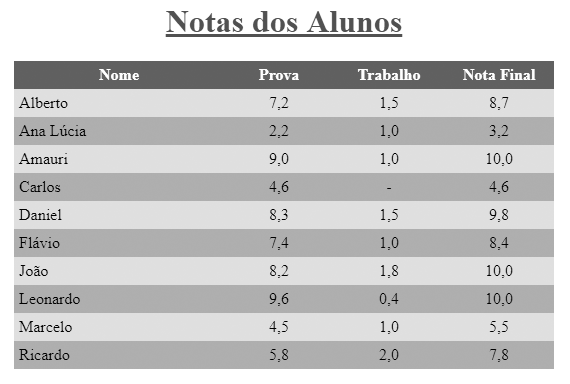 Notas dos Alunos
Nome Prova Trabalho Nota Final
Alberto 7,2 1,5 8,7
Ana Lúcia 2,2 1,0 3,2
Amauri 9,0 1,0 10,0
Carlos 4,6 - 4,6
Daniel 8,3 1,5 9,8
Flávio 7,4 1,0 8,4
João 8,2 1,8 10,0
Leonardo 9,6 0,4 10,0
Marcelo 4,5 1,0 5,5
Ricardo 5,8 2,0 7,8